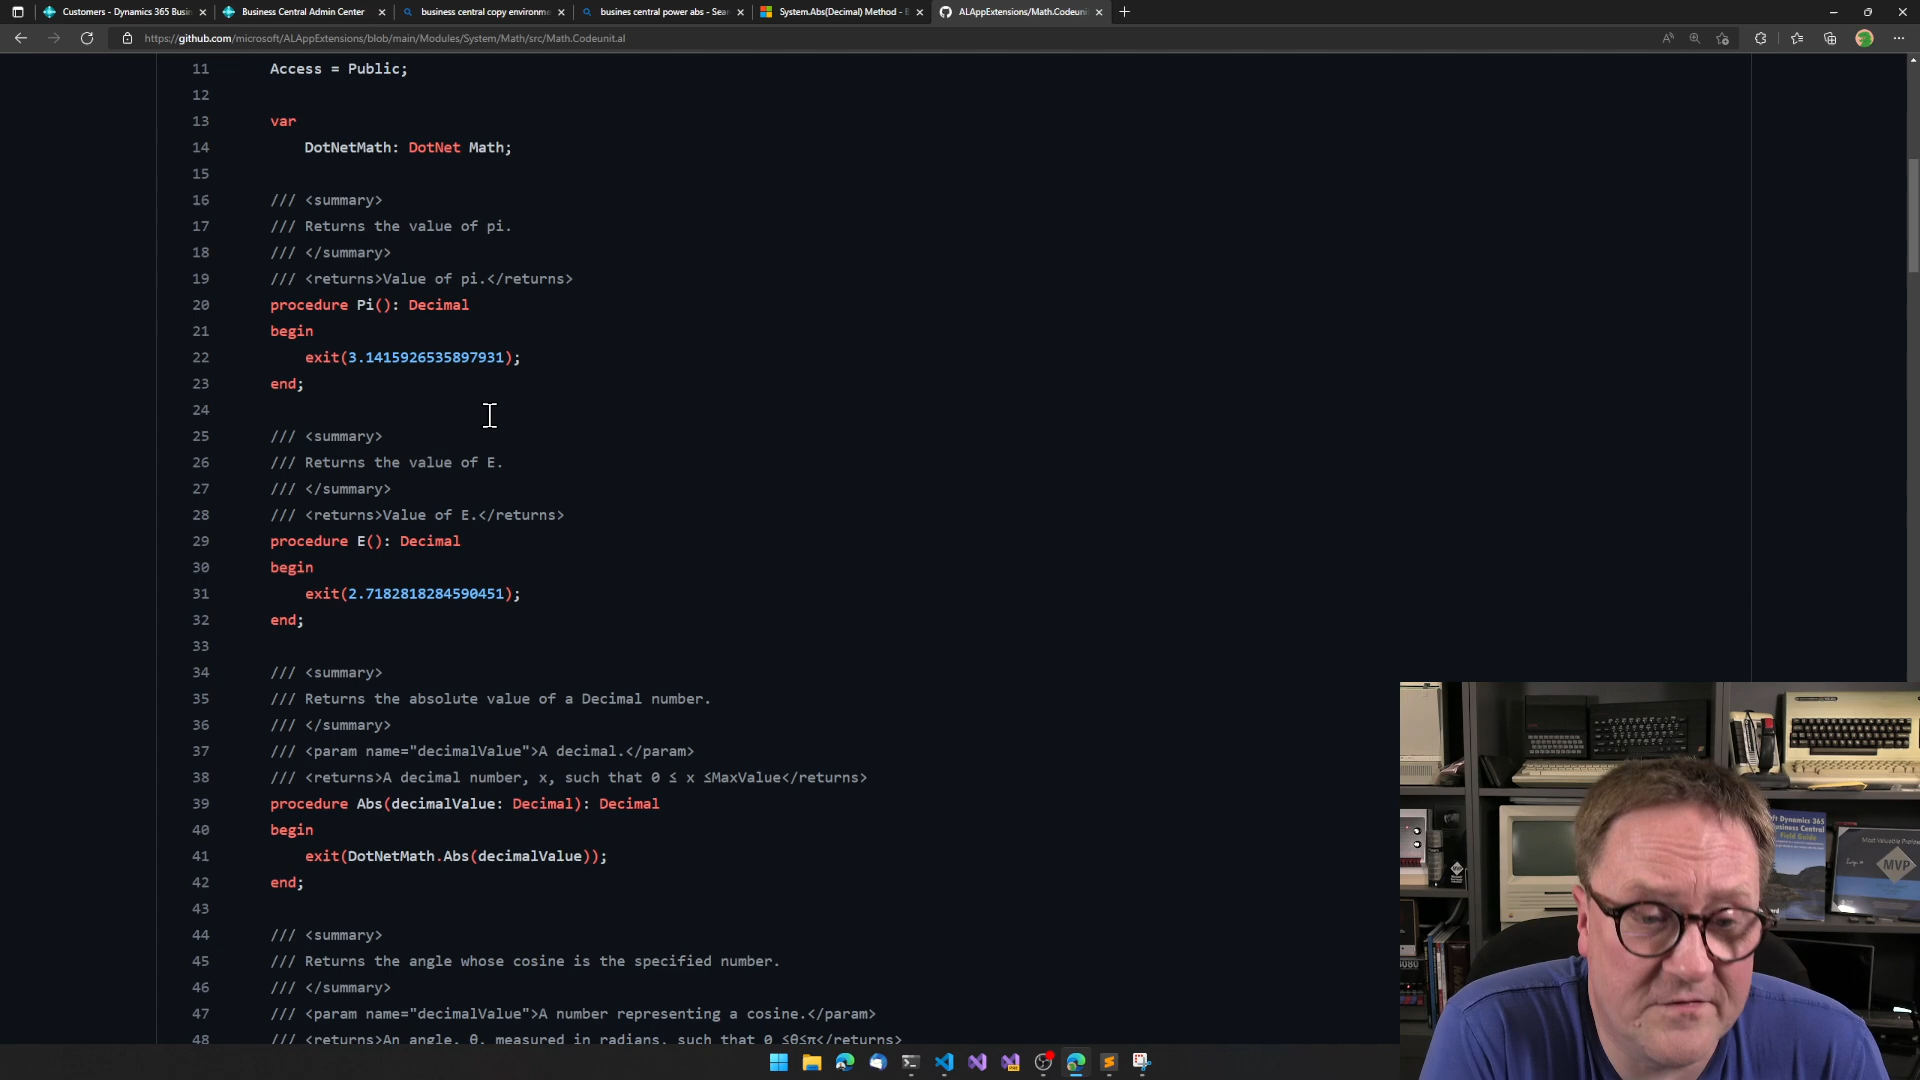 Customers - Dynamics 365 Busin
Business Central Admin Center
business central copy environme
busines central power abs - Sea
System.Abs(Decimal) Method - B
ALAppExtensions/Math.Codeunit
https://github.com/microsoft/ALAppExtensions/blob/main/Modules/System/Math/src/Math.Codeunit.al
11 Access = Public;
12
13 var
14 DotNetMath: DotNet Math;
15
16 /// <summary>
17 /// Returns the value of pi.
18 /// </summary>
19 /// <returns>Value of pi.</returns>
20 procedure Pi(): Decimal
21 begin
22 exit(3.1415926535897931);
23 end;
24
25 /// <summary>
26 /// Returns the value of E.
27 /// </summary>
28 /// <returns>Value of E.</returns>
29 procedure E(): Decimal
30 begin
31 exit(2.7182818284590451);
32 end;
33
34 /// <summary>
35 /// Returns the absolute value of a Decimal number.
36 /// </summary>
37 /// <param name="decimalValue">A decimal.</param>
38 /// <returns>A decimal number, x, such that 0 ≤ x ≤MaxValue</returns>
39 procedure Abs(decimalValue: Decimal): Decimal
40 begin
41 exit(DotNetMath.Abs(decimalValue));
42 end;
43
44 /// <summary>
45 /// Returns the angle whose cosine is the specified number.
46 /// </summary>
47 /// <param name="decimalValue">A number representing a cosine.</param>
48 /// <returns>An angle, θ, measured in radians, such that 0 ≤θ≤π</returns>
Dynamics 365
Business Central
Field Guide
MVP